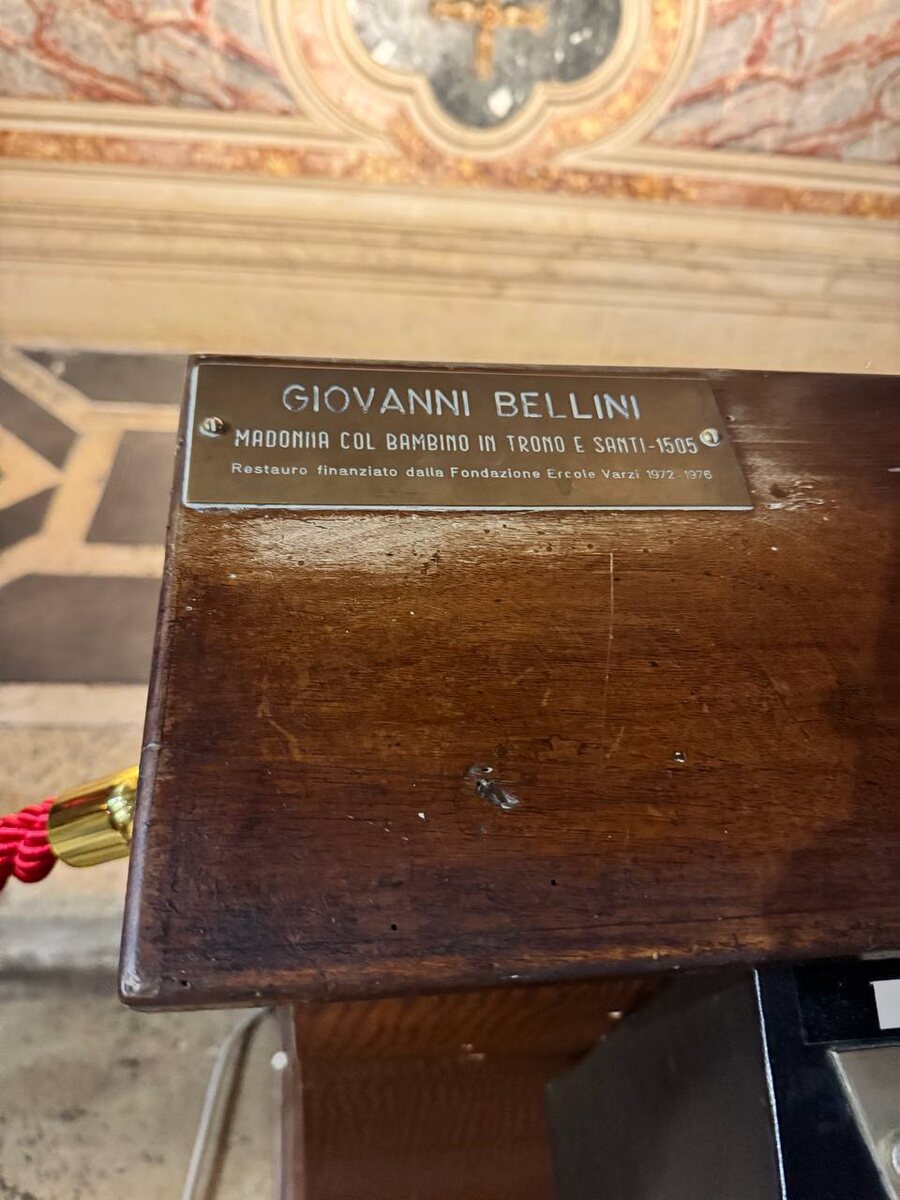 GIOVANNI BELLINI
MADONNA COL BAMBINO IN TRONO E SANTI-1505
Restauro finanziato dalla Fondazione Ercole Varzi 1972-1976